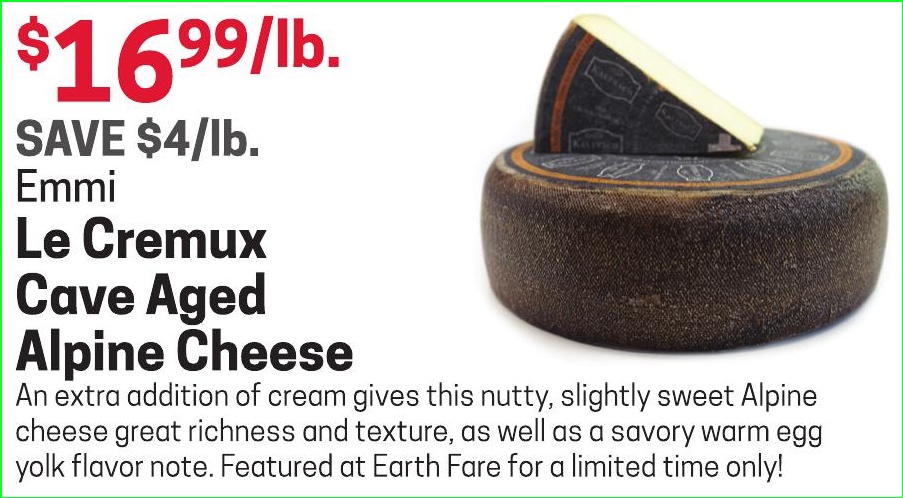 $16 99/lb.
SAVE $4/lb.
Emmi
Le Cremux
Cave Aged
Alpine Cheese
An extra addition of cream gives this nutty, slightly sweet Alpine
cheese great richness and texture, as well as a savory warm egg
yolk flavor note. Featured at Earth Fare for a limited time only!